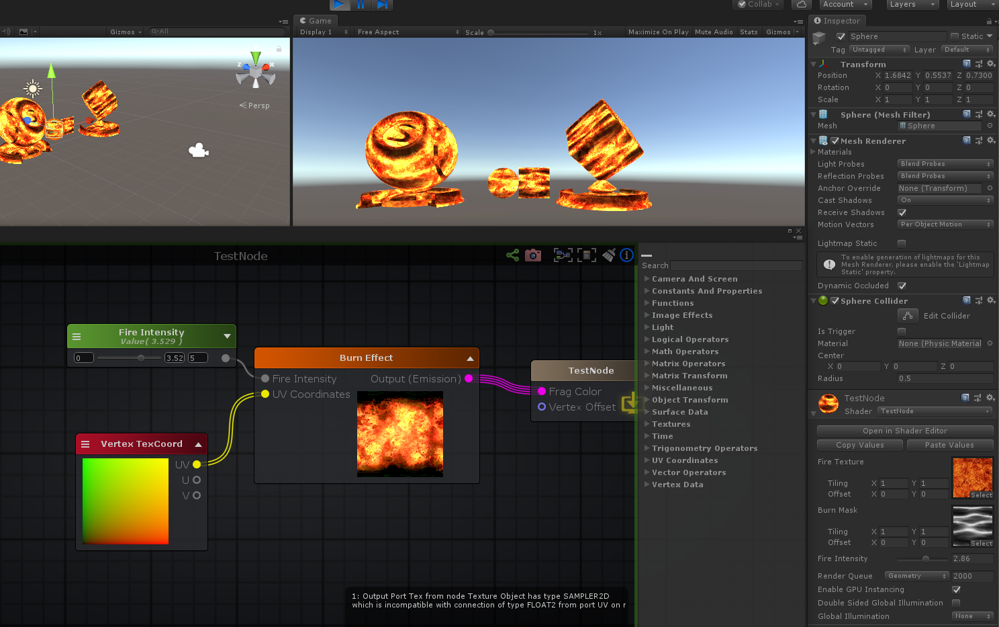 Collab
Account
Layers
Layout
Gizmos
All
Game
Display 1
Free Aspect
Scale
1x
Maximize On Play
Mute Audio
Stats
Gizmos
z
x
Persp
Inspector
Sphere
Static
Tag
Untagged
Layer
Default
Transform
Position X 1.6842 Y 0.5537 Z 0.7300
Rotation X 0 Y 0 Z 0
Scale X 1 Y 1 Z 1
Sphere (Mesh Filter)
Mesh Sphere
Mesh Renderer
Materials
Light Probes Blend Probes
Reflection Probes Blend Probes
Anchor Override None (Transform)
Cast Shadows On
Receive Shadows
Motion Vectors Per Object Motion
Lightmap Static
To enable generation of lightmaps for this
Mesh Renderer, please enable the 'Lightmap
Static' property.
Dynamic Occluded
Sphere Collider
Edit Collider
Is Trigger
Material None (Physic Material
Center
X 0 Y 0 Z 0
Radius 0.5
TestNode
Shader TestNode
Open in Shader Editor
Copy Values Paste Values
Fire Texture
Tiling X 1 Y 1
Offset X 0 Y 0
Select
Burn Mask
Tiling X 1 Y 1
Offset X 0 Y 0
Select
Fire Intensity 2.86
Render Queue Geometry 2000
Enable GPU Instancing
Double Sided Global Illumination
Global Illumination None
TestNode
Fire Intensity
Value( 3.529 )
0 3.52 5
Burn Effect
Fire Intensity Output (Emission)
UV Coordinates
Vertex TexCoord
UV
U
V
TestNode
Frag Color
Vertex Offset
1: Output Port Tex from node Texture Object has type SAMPLER2D
which is incompatible with connection of type FLOAT2 from port UV on r
Search
Camera And Screen
Constants And Properties
Functions
Image Effects
Light
Logical Operators
Math Operators
Matrix Operators
Matrix Transform
Miscellaneous
Object Transform
Surface Data
Textures
Time
Trigonometry Operators
UV Coordinates
Vector Operators
Vertex Data